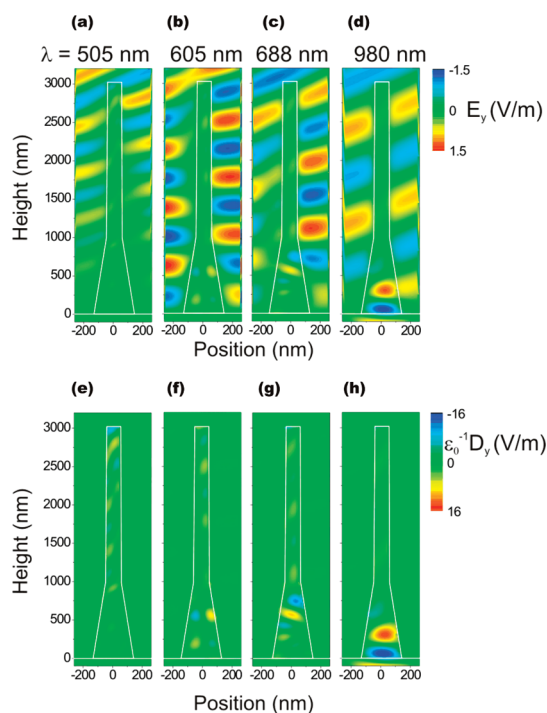 (a) (b) (c) (d)
λ = 505 nm 605 nm 688 nm 980 nm
3000
2500
2000
1500
1000
500
0
Height (nm)
-200 0 200 -200 0 200 -200 0 200 -200 0 200
Position (nm)
-1.5
0 Ey (V/m)
1.5
(e) (f) (g) (h)
3000
2500
2000
1500
1000
500
0
Height (nm)
-200 0 200 -200 0 200 -200 0 200 -200 0 200
Position (nm)
-16
ε0-1Dy (V/m)
0
16